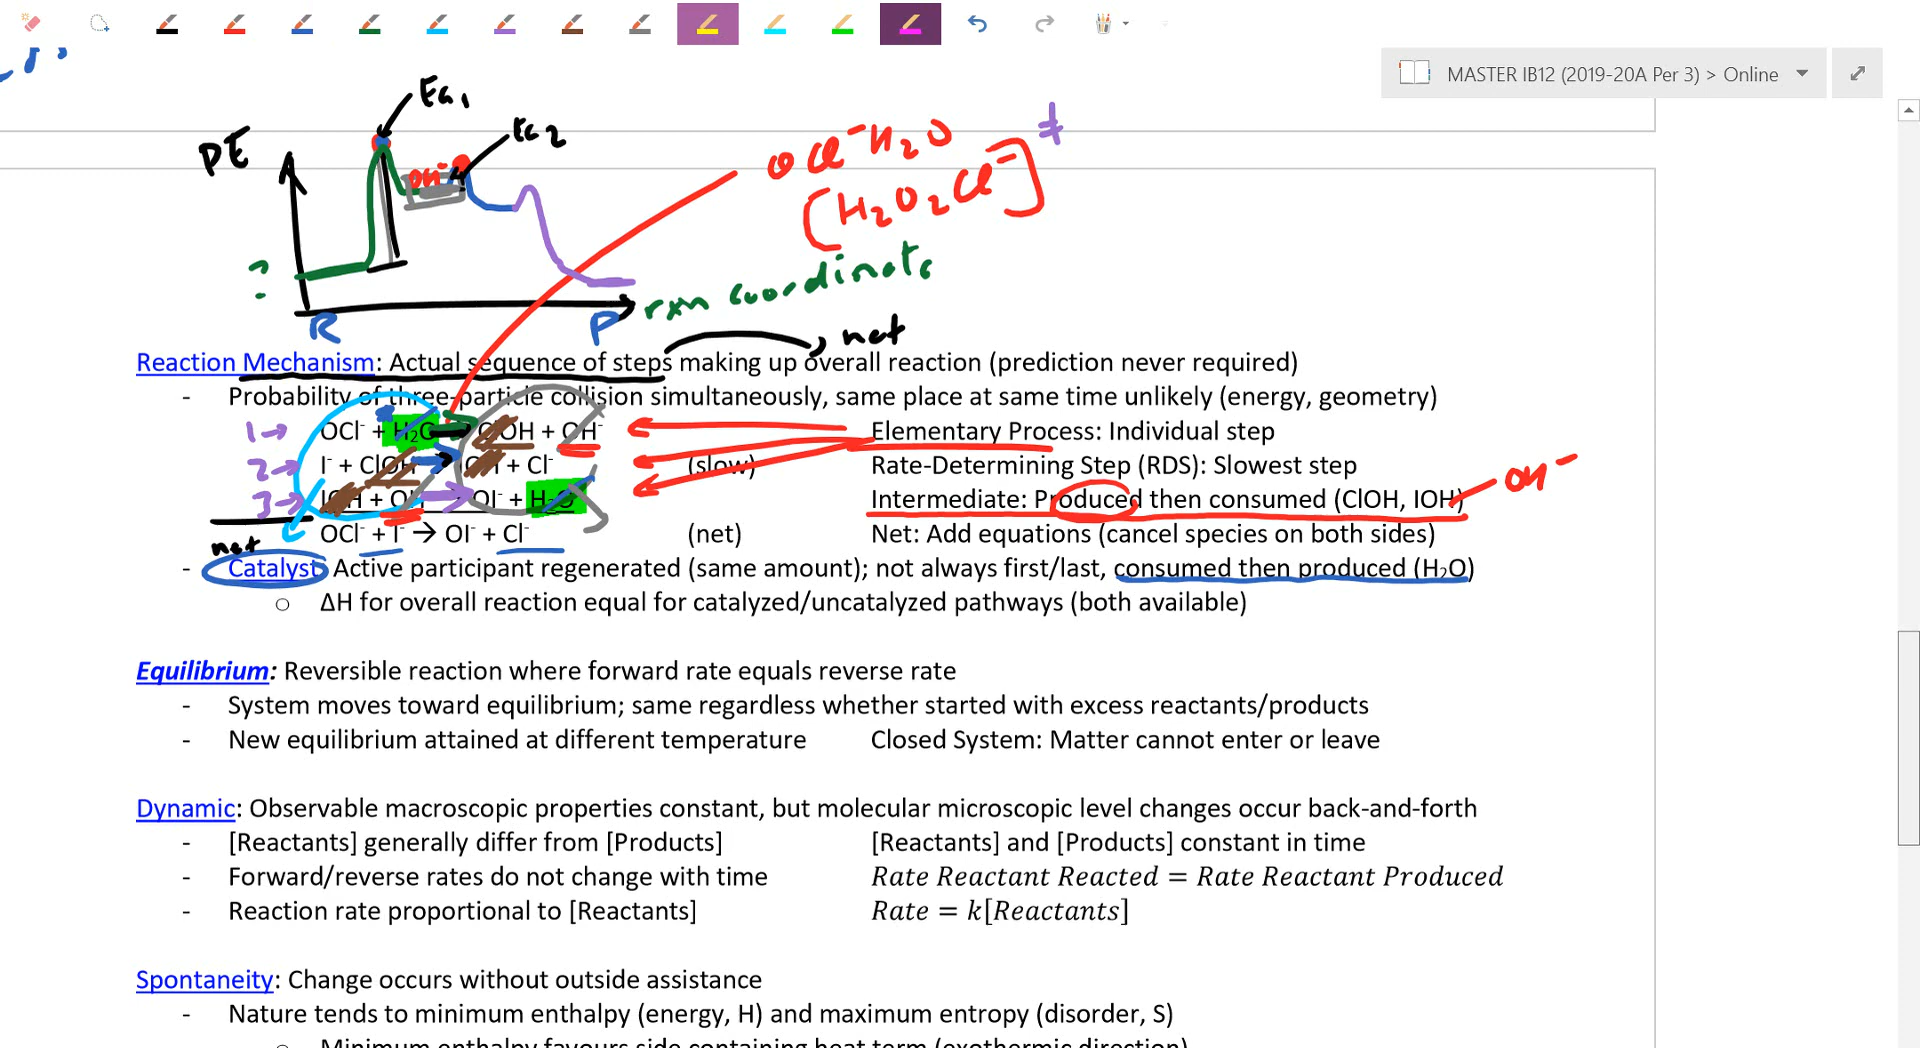 MASTER IB12 (2019-20A Per 3) > Online
Ea1
PE
Ea2
OCl⁻H₂O
[H₂O₂Cl⁻]‡
OH⁻
?
rxn coordinate
R
P
net
Reaction Mechanism: Actual sequence of steps making up overall reaction (prediction never required)
- Probability of three-particle collision simultaneously, same place at same time unlikely (energy, geometry)
1→ OCl⁻ + H₂O → ClOH + OH⁻ Elementary Process: Individual step
2→ I⁻ + ClOH → IOH + Cl⁻ (slow) Rate-Determining Step (RDS): Slowest step
3→ IOH + OH⁻ → OI⁻ + H₂O Intermediate: Produced then consumed (ClOH, IOH) OH⁻
net OCl⁻ + I⁻ → OI⁻ + Cl⁻ (net) Net: Add equations (cancel species on both sides)
- Catalyst: Active participant regenerated (same amount); not always first/last, consumed then produced (H₂O)
○ ΔH for overall reaction equal for catalyzed/uncatalyzed pathways (both available)
Equilibrium: Reversible reaction where forward rate equals reverse rate
- System moves toward equilibrium; same regardless whether started with excess reactants/products
- New equilibrium attained at different temperature Closed System: Matter cannot enter or leave
Dynamic: Observable macroscopic properties constant, but molecular microscopic level changes occur back-and-forth
- [Reactants] generally differ from [Products] [Reactants] and [Products] constant in time
- Forward/reverse rates do not change with time Rate Reactant Reacted = Rate Reactant Produced
- Reaction rate proportional to [Reactants] Rate = k[Reactants]
Spontaneity: Change occurs without outside assistance
- Nature tends to minimum enthalpy (energy, H) and maximum entropy (disorder, S)
○ Minimum enthalpy favours side containing heat term (exothermic direction)